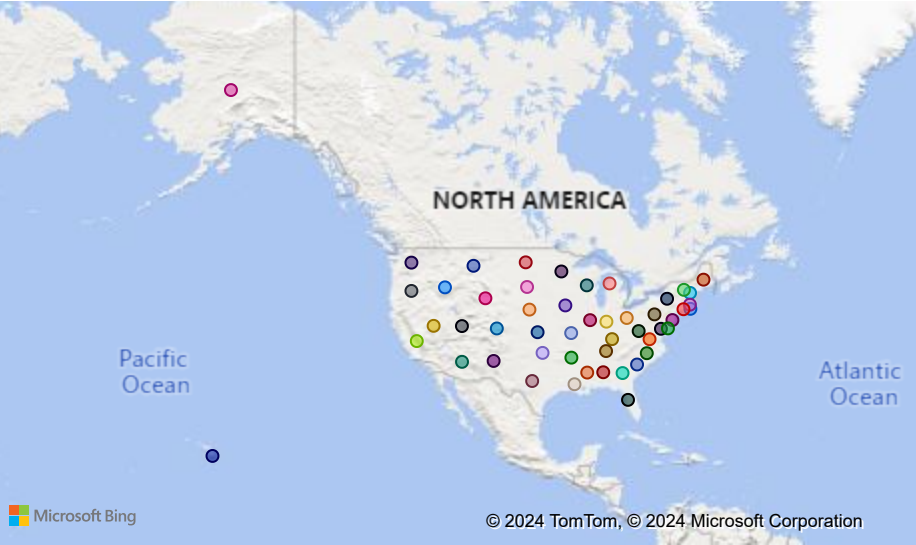 NORTH AMERICA
Pacific
Ocean
Atlantic
Ocean
Microsoft Bing
© 2024 TomTom, © 2024 Microsoft Corporation